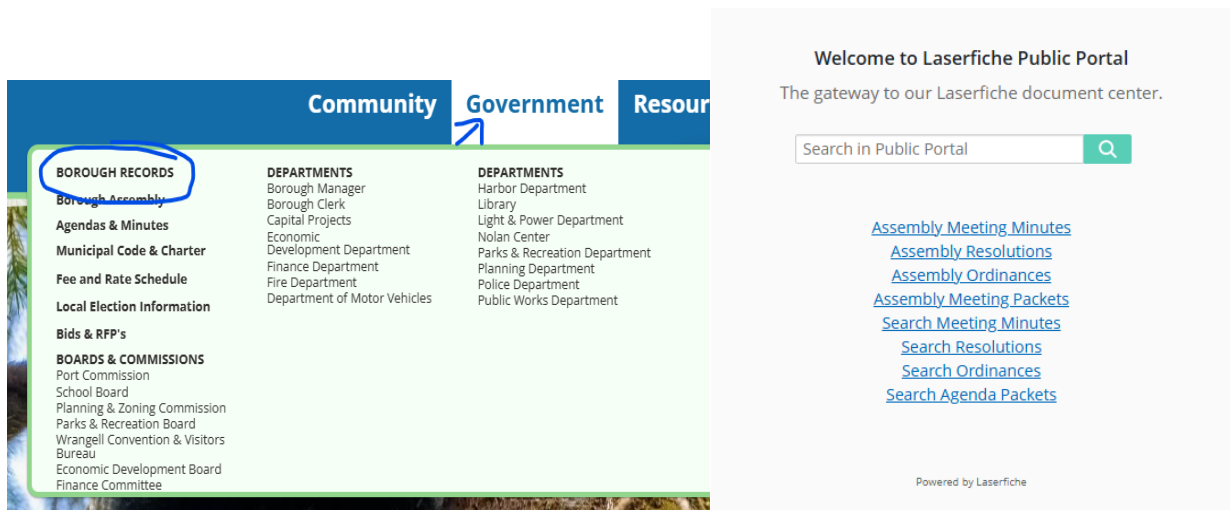 Community Government Resour
BOROUGH RECORDS
Borough Assembly
Agendas & Minutes
Municipal Code & Charter
Fee and Rate Schedule
Local Election Information
Bids & RFP's
BOARDS & COMMISSIONS
Port Commission
School Board
Planning & Zoning Commission
Parks & Recreation Board
Wrangell Convention & Visitors
Bureau
Economic Development Board
Finance Committee
DEPARTMENTS
Borough Manager
Borough Clerk
Capital Projects
Economic
Development Department
Finance Department
Fire Department
Department of Motor Vehicles
DEPARTMENTS
Harbor Department
Library
Light & Power Department
Nolan Center
Parks & Recreation Department
Planning Department
Police Department
Public Works Department
Welcome to Laserfiche Public Portal
The gateway to our Laserfiche document center.
Search in Public Portal
Assembly Meeting Minutes
Assembly Resolutions
Assembly Ordinances
Assembly Meeting Packets
Search Meeting Minutes
Search Resolutions
Search Ordinances
Search Agenda Packets
Powered by Laserfiche